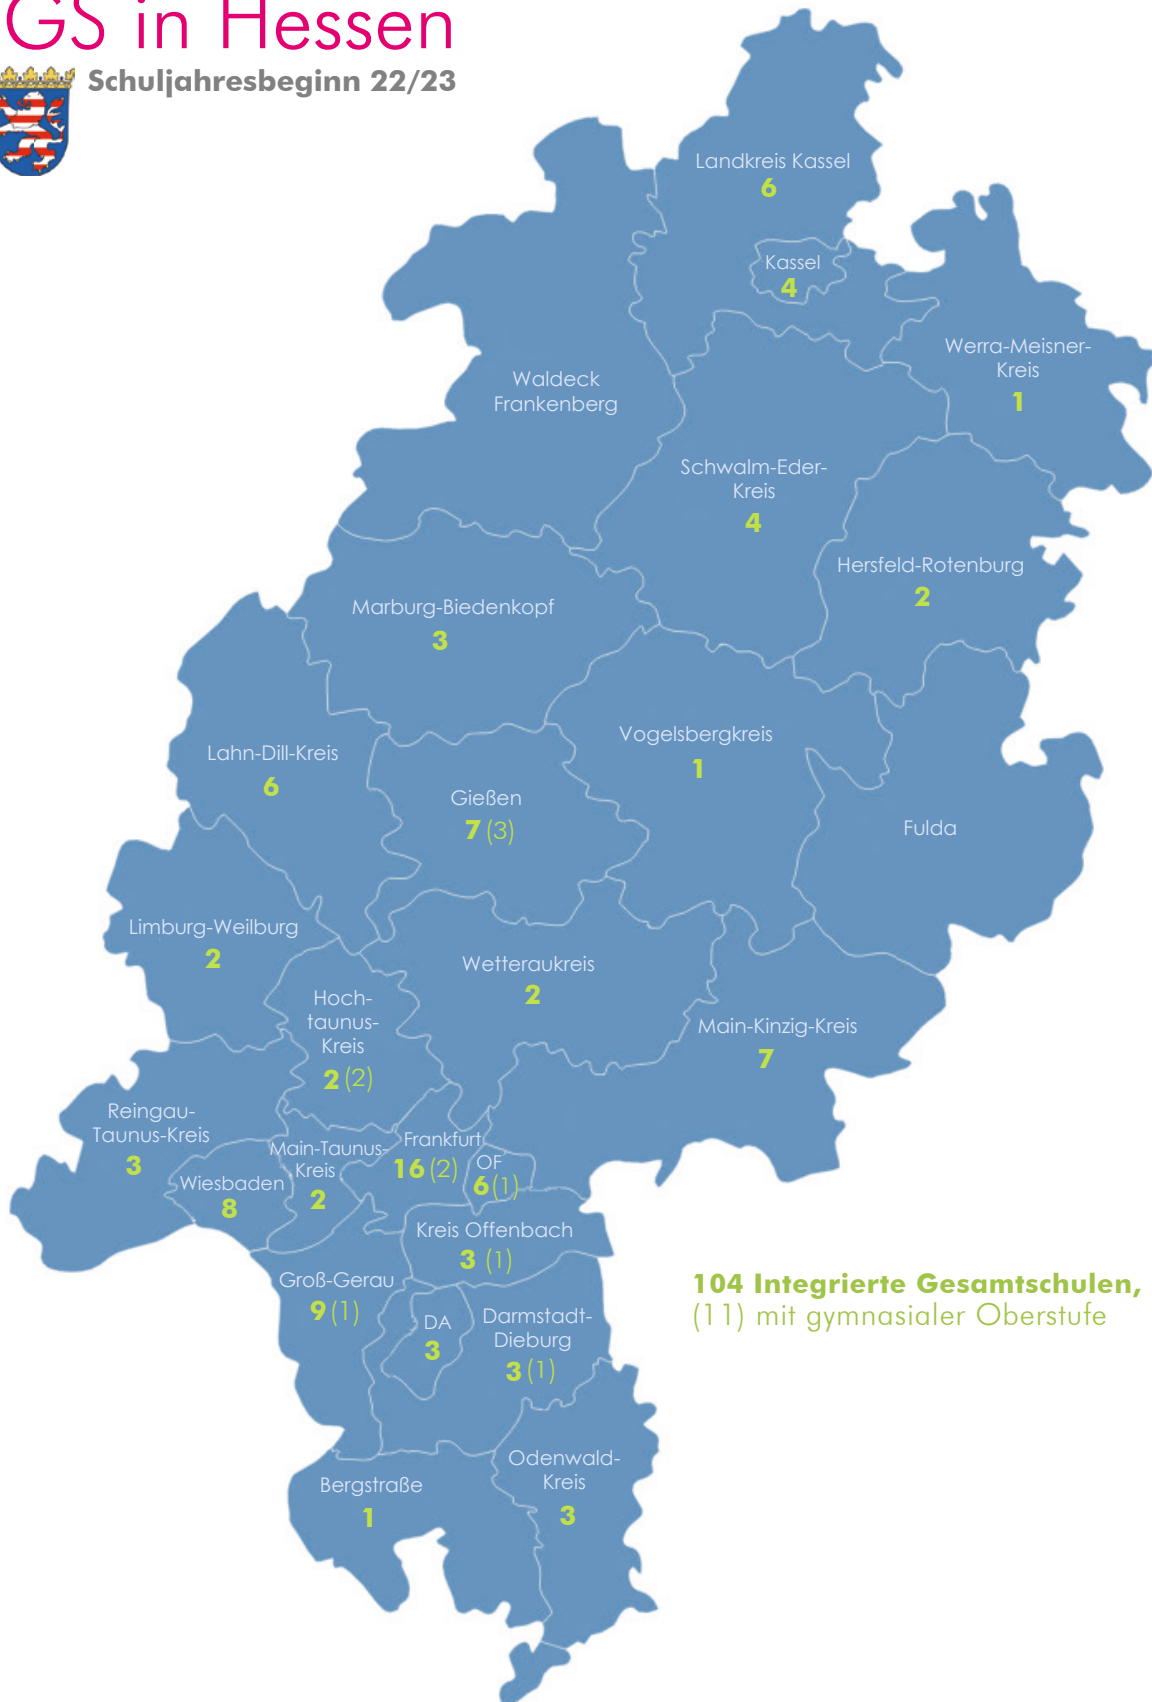 GS in Hessen
Schuljahresbeginn 22/23
Landkreis Kassel
6
Kassel
4
Werra-Meisner-
Kreis
1
Waldeck
Frankenberg
Schwalm-Eder-
Kreis
4
Hersfeld-Rotenburg
2
Marburg-Biedenkopf
3
Vogelsbergkreis
1
Lahn-Dill-Kreis
6
Gießen
7 (3)
Fulda
Limburg-Weilburg
2
Wetteraukreis
2
Hoch-
taunus-
Kreis
2 (2)
Main-Kinzig-Kreis
7
Reingau-
Taunus-Kreis
3
Main-Taunus-
Kreis
2
Frankfurt
16 (2)
OF
6 (1)
Wiesbaden
8
Kreis Offenbach
3 (1)
Groß-Gerau
9 (1)
DA
3
Darmstadt-
Dieburg
3 (1)
104 Integrierte Gesamtschulen,
(11) mit gymnasialer Oberstufe
Odenwald-
Kreis
3
Bergstraße
1